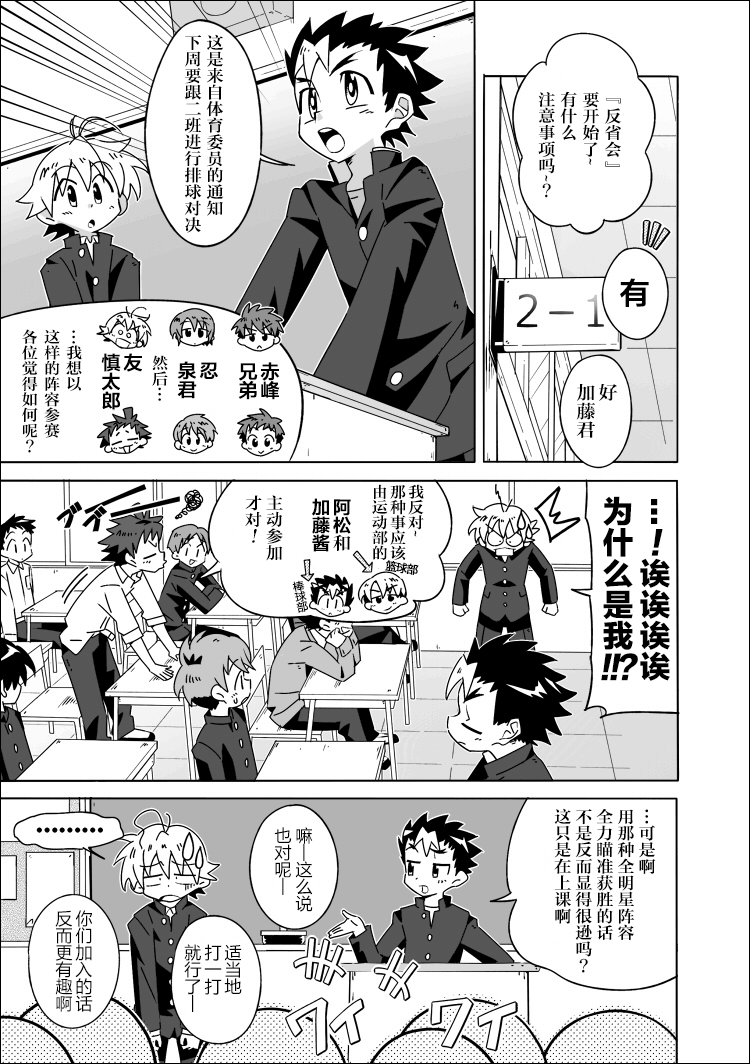 『反省会』
要开始了~
有什么
注意事项吗~?
有
2-1
好
加藤君
这是来自体育委员的通知
下周要跟二班进行排球对决
赤峰
兄弟
忍
泉君
然后…
友
慎太郎
…我想以
这样的阵容参赛
各位觉得如何呢?
…!诶诶诶诶
为什么是我!!!?
我反对~
那种事应该
由运动部的
篮球部
阿松和
加藤酱
棒球部
主动参加
才对!
…可是啊
用那种全明星阵容
全力瞄准获胜的话
不是反而显得很逊吗?
这只是在上课啊
嘛—这么说
也对呢—
………
适当地
打一打
就行了—
你们加入的话
反而更有趣啊
ワイ
ワイ